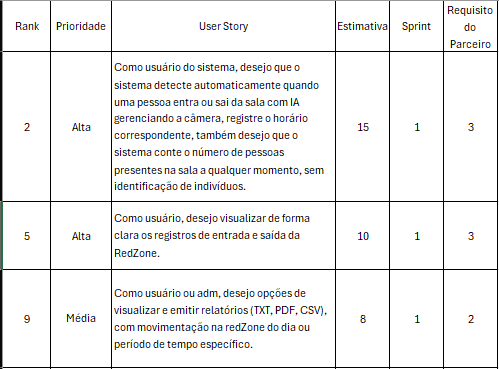 Rank Prioridade User Story Estimativa Sprint Requisito
do
Parceiro
Como usuário do sistema, desejo que o
sistema detecte automaticamente quando
uma pessoa entra ou sai da sala com IA
gerenciando a câmera, registre o horário
2 Alta correspondente, também desejo que o 15 1 3
sistema conte o número de pessoas
presentes na sala a qualquer momento, sem
identificação de indivíduos.
Como usuário, desejo visualizar de forma
5 Alta clara os registros de entrada e saída da 10 1 3
RedZone.
Como usuário ou adm, desejo opções de
9 Média visualizar e emitir relatórios (TXT, PDF, CSV), 8 1 2
com movimentação na redZone do dia ou
período de tempo específico.